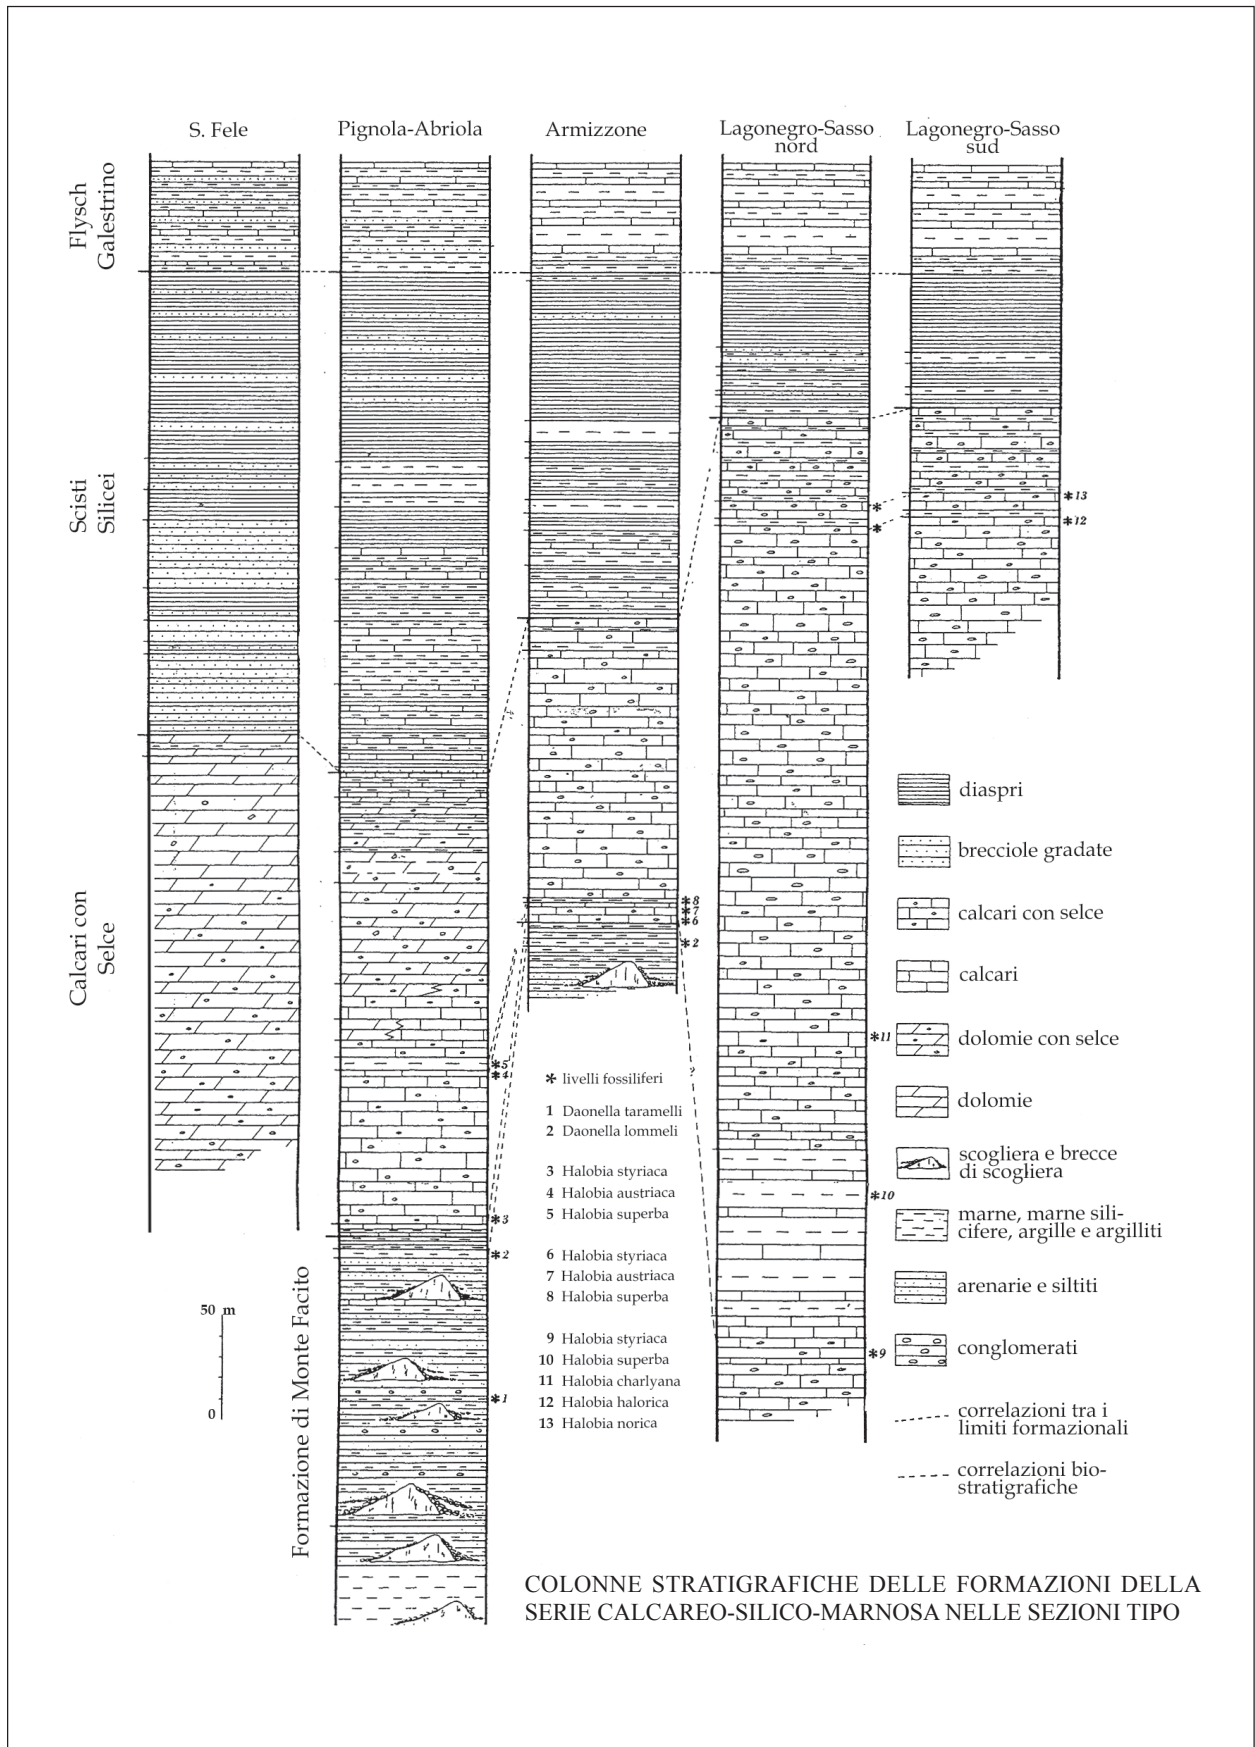 S. Fele
Pignola-Abriola
Armizzone
Lagonegro-Sasso
nord
Lagonegro-Sasso
sud
Flysch
Galestrino
Scisti
Silicei
Calcari con
Selce
Formazione di Monte Facito
50 m
0
*5
*4
*3
*2
*1
*8
*7
*6
*2
*
*
*11
*10
*9
*13
*12
?
* livelli fossiliferi
1 Daonella taramelli
2 Daonella lommeli
3 Halobia styriaca
4 Halobia austriaca
5 Halobia superba
6 Halobia styriaca
7 Halobia austriaca
8 Halobia superba
9 Halobia styriaca
10 Halobia superba
11 Halobia charlyana
12 Halobia halorica
13 Halobia norica
diaspri
brecciole gradate
calcari con selce
calcari
dolomie con selce
dolomie
scogliera e brecce
di scogliera
marne, marne sili-
cifere, argille e argilliti
arenarie e siltiti
conglomerati
correlazioni tra i
limiti formazionali
correlazioni bio-
stratigrafiche
COLONNE STRATIGRAFICHE DELLE FORMAZIONI DELLA
SERIE CALCAREO-SILICO-MARNOSA NELLE SEZIONI TIPO